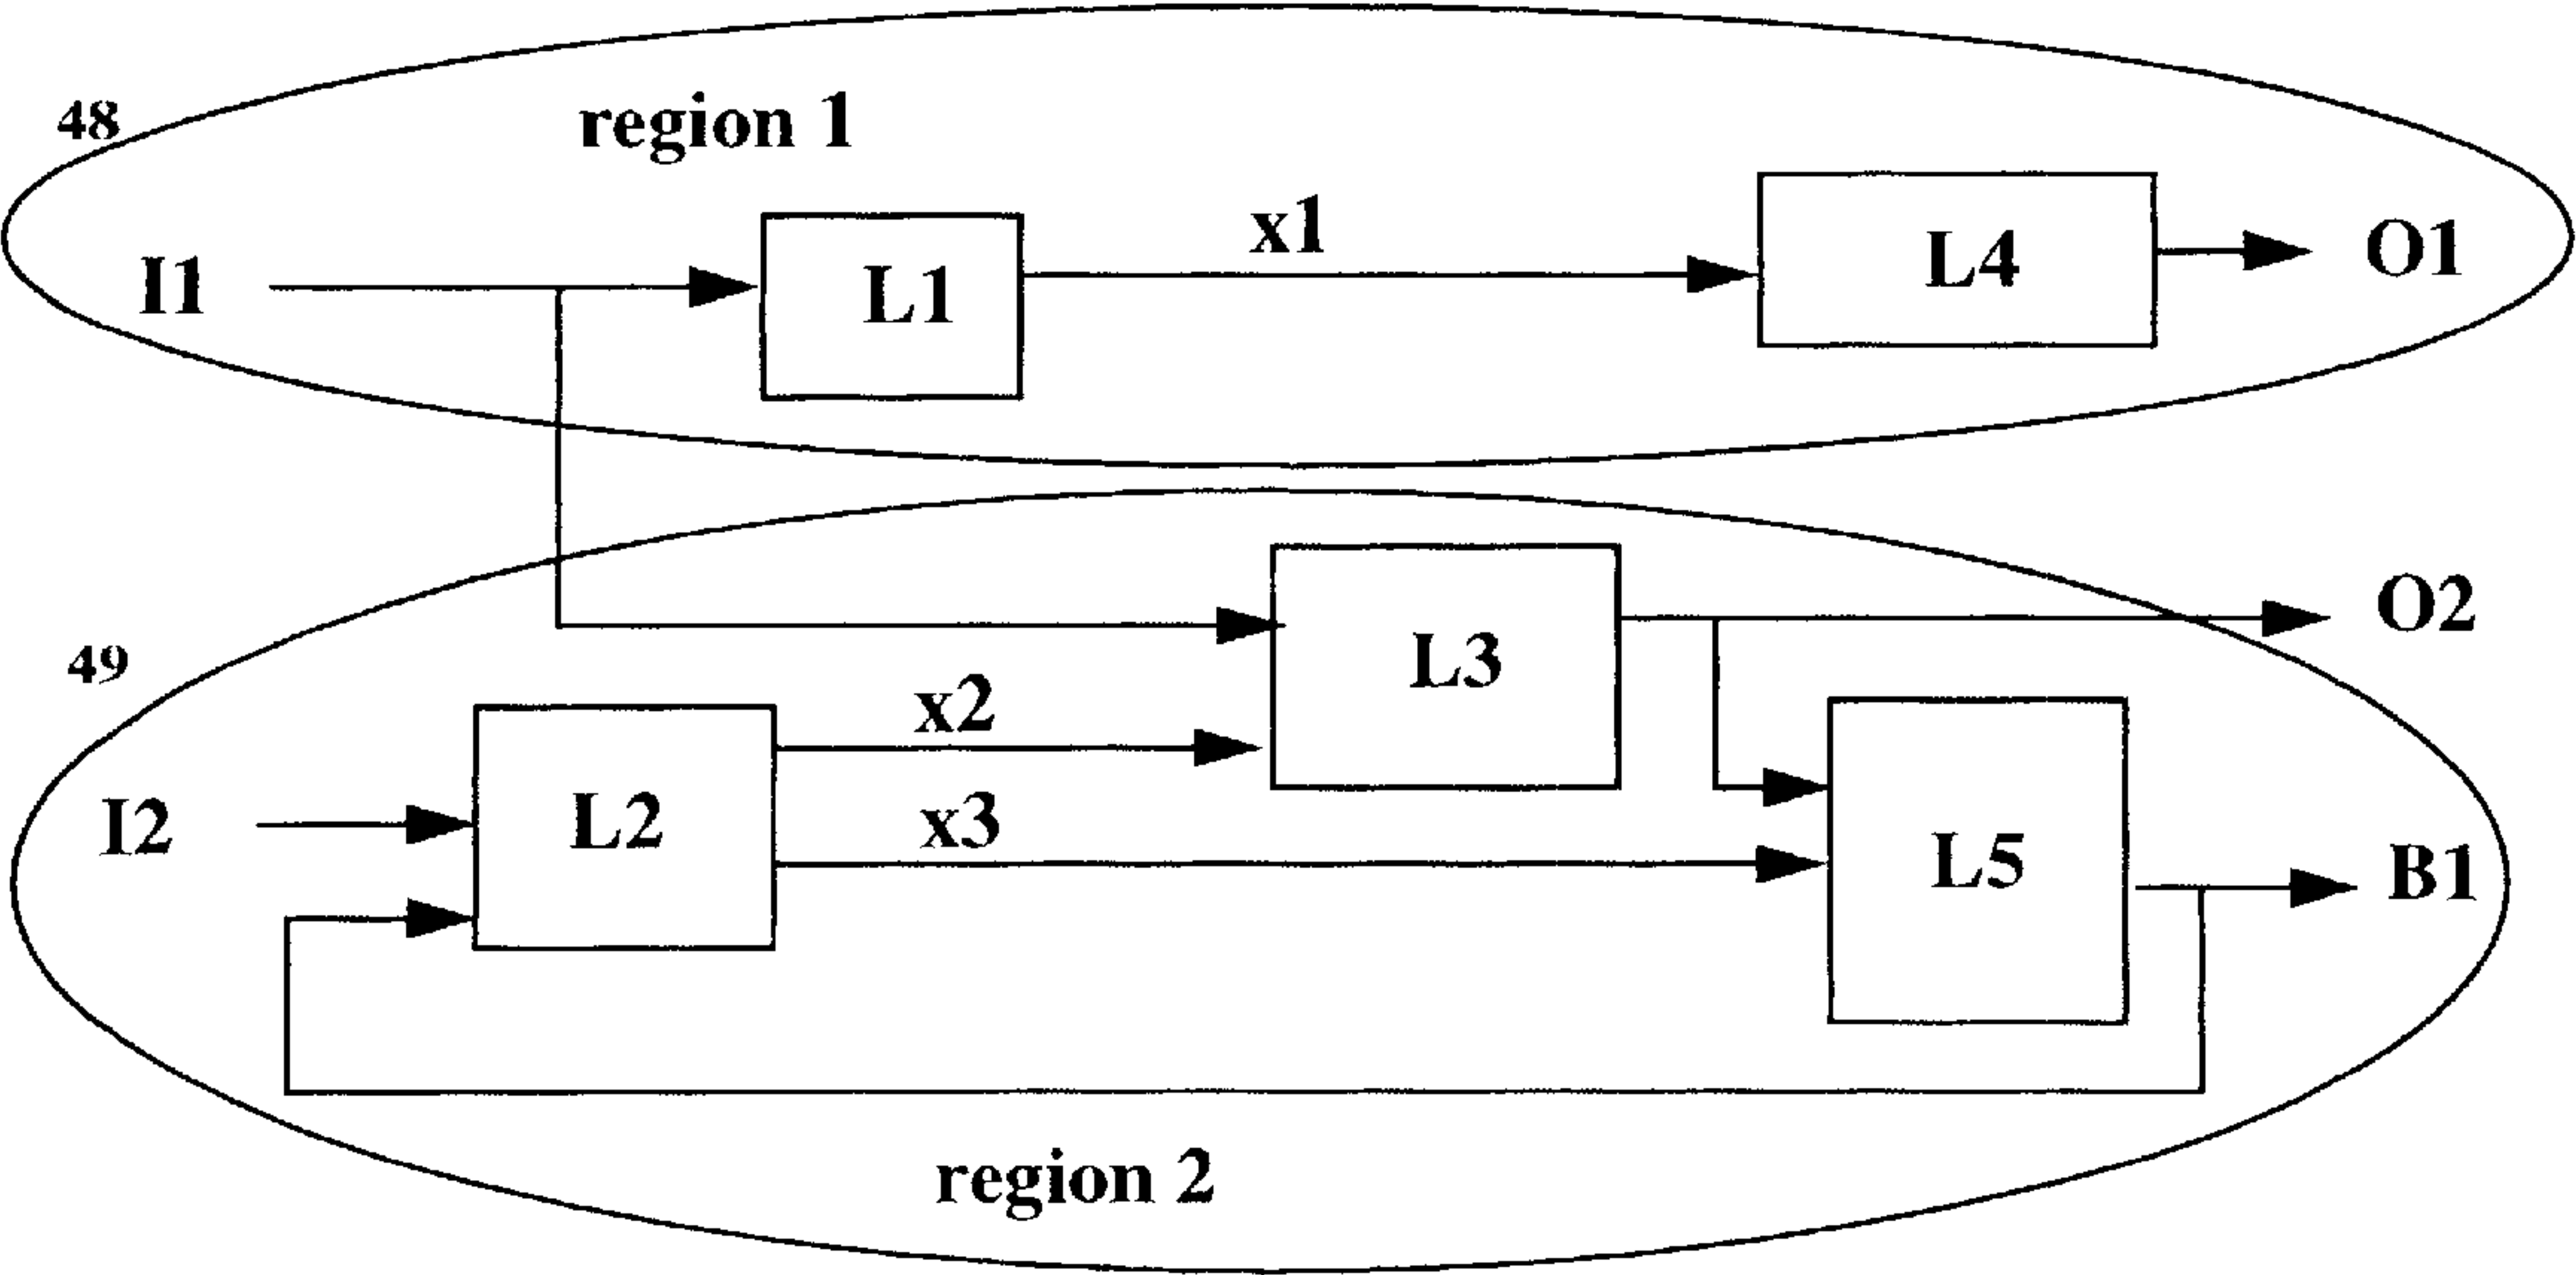 48
region 1
I1
L1
x1
L4
O1
49
I2
L2
x2
x3
L3
O2
L5
B1
region 2